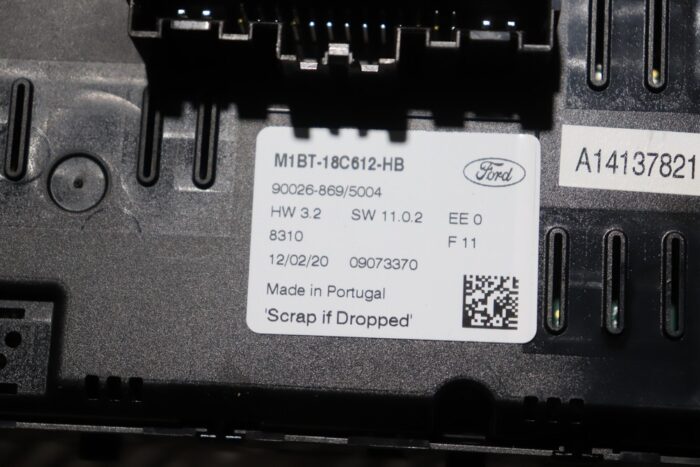 M1BT-18C612-HB Ford
90026-869/5004
HW 3.2 SW 11.0.2 EE 0
8310 F 11
12/02/20 09073370
Made in Portugal
'Scrap if Dropped'
A14137821